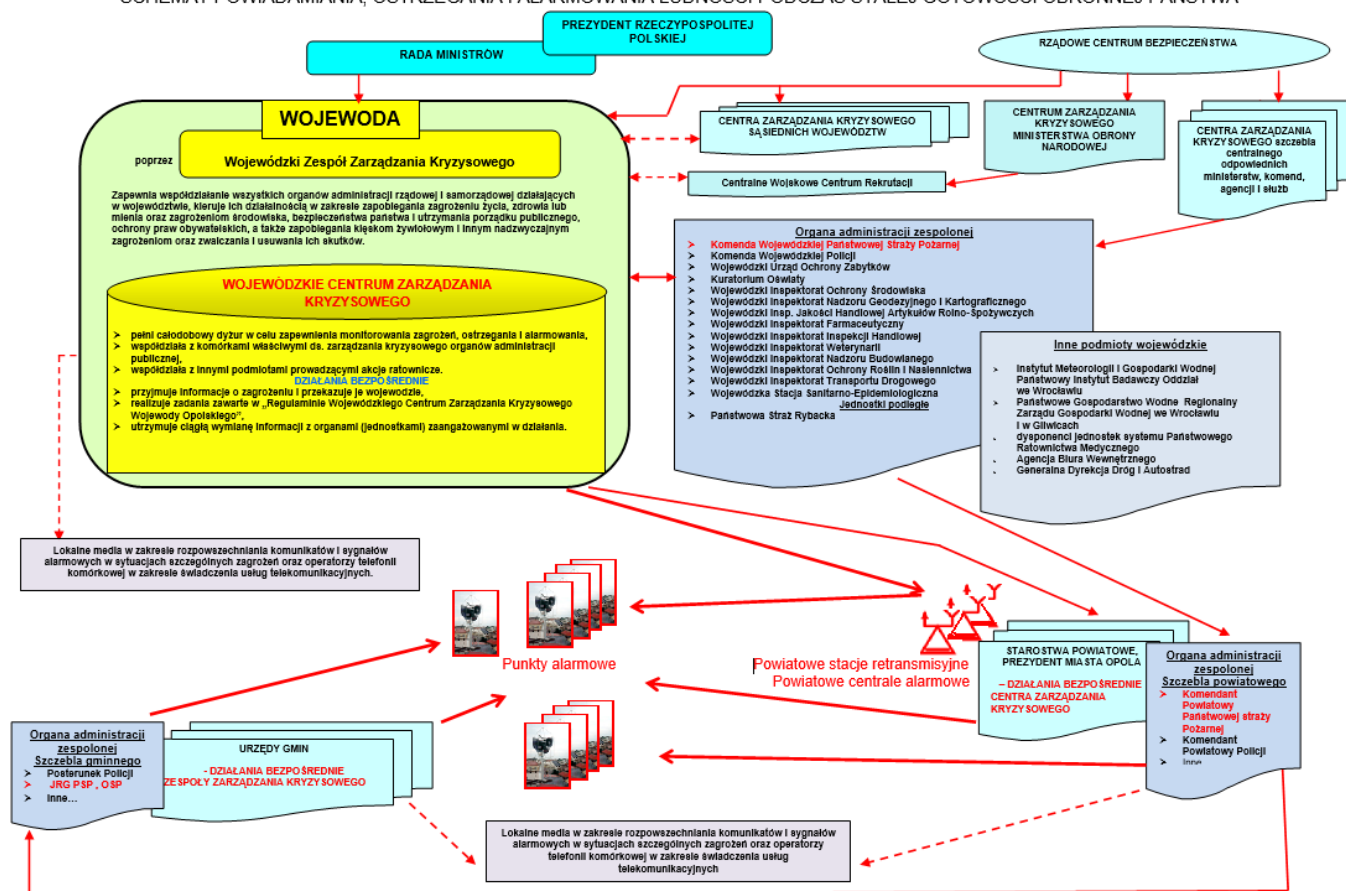 SCHEMAT POWIADAMIANIA, OSTRZEGANIA I ALARMOWANIA LUDNOŚCI PODCZAS STAŁEJ GOTOWOŚCI OBRONNEJ PAŃSTWA
PREZYDENT RZECZYPOSPOLITEJ
POLSKIEJ
RADA MINISTRÓW
RZĄDOWE CENTRUM BEZPIECZEŃSTWA
WOJEWODA
poprzez
Wojewódzki Zespół Zarządzania Kryzysowego
Zapewnia współdziałanie wszystkich organów administracji rządowej i samorządowej działających
w województwie, kieruje ich działalnością w zakresie zapobiegania zagrożeniu życia, zdrowia lub
mienia oraz zagrożeniom środowiska, bezpieczeństwa państwa i utrzymania porządku publicznego,
ochrony praw obywatelskich, a także zapobiegania klęskom żywiołowym i innym nadzwyczajnym
zagrożeniom oraz zwalczania i usuwania ich skutków.
WOJEWÓDZKIE CENTRUM ZARZĄDZANIA
KRYZYSOWEGO
➢ pełni całodobowy dyżur w celu zapewnienia monitorowania zagrożeń, ostrzegania i alarmowania,
➢ współdziała z komórkami właściwymi ds. zarządzania kryzysowego organów administracji
publicznej,
➢ współdziała z innymi podmiotami prowadzącymi akcje ratownicze.
DZIAŁANIA BEZPOŚREDNIE
➢ przyjmuje informacje o zagrożeniu i przekazuje je wojewodzie,
➢ realizuje zadania zawarte w „Regulaminie Wojewódzkiego Centrum Zarządzania Kryzysowego
Wojewody Opolskiego”,
➢ utrzymuje ciągłą wymianę informacji z organami (jednostkami) zaangażowanymi w działania.
CENTRA ZARZĄDZANIA KRYZYSOWEGO
SĄSIEDNICH WOJEWÓDZTW
CENTRUM ZARZĄDZANIA
KRYZYSOWEGO
MINISTERSTWA OBRONY
NARODOWEJ
CENTRA ZARZĄDZANIA
KRYZYSOWEGO szczebla
centralnego
odpowiednich
ministerstw, komend,
agencji i służb
Centralne Wojskowe Centrum Rekrutacji
Organa administracji zespolonej
➢ Komenda Wojewódzkiej Państwowej Straży Pożarnej
➢ Komenda Wojewódzkiej Policji
➢ Wojewódzki Urząd Ochrony Zabytków
➢ Kuratorium Oświaty
➢ Wojewódzki Inspektorat Ochrony Środowiska
➢ Wojewódzki Inspektorat Nadzoru Geodezyjnego i Kartograficznego
➢ Wojewódzki Insp. Jakości Handlowej Artykułów Rolno-Spożywczych
➢ Wojewódzki Inspektorat Farmaceutyczny
➢ Wojewódzki Inspektorat Inspekcji Handlowej
➢ Wojewódzki Inspektorat Weterynarii
➢ Wojewódzki Inspektorat Nadzoru Budowlanego
➢ Wojewódzki Inspektorat Ochrony Roślin i Nasiennictwa
➢ Wojewódzki Inspektorat Transportu Drogowego
➢ Wojewódzka Stacja Sanitarno-Epidemiologiczna
Jednostki podległe
➢ Państwowa Straż Rybacka
Inne podmioty wojewódzkie
➢ Instytut Meteorologii i Gospodarki Wodnej
Państwowy Instytut Badawczy Oddział
we Wrocławiu
➢ Państwowe Gospodarstwo Wodne Regionalny
Zarządu Gospodarki Wodnej we Wrocławiu
i w Gliwicach
dysponenci jednostek systemu Państwowego
Ratownictwa Medycznego
Agencja Biura Wewnętrznego
Generalna Dyrekcja Dróg i Autostrad
Lokalne media w zakresie rozpowszechniania komunikatów i sygnałów
alarmowych w sytuacjach szczególnych zagrożeń oraz operatorzy telefonii
komórkowej w zakresie świadczenia usług telekomunikacyjnych.
Punkty alarmowe
Powiatowe stacje retransmisyjne
Powiatowe centrale alarmowe
STAROSTWA POWIATOWE,
PREZYDENT MIASTA OPOLA
– DZIAŁANIA BEZPOŚREDNIE
CENTRA ZARZĄDZANIA
KRYZYSOWEGO
Organa administracji
zespolonej
Szczebla powiatowego
➢ Komendant
Powiatowy
Państwowej straży
Pożarnej
➢ Komendant
Powiatowy Policji
➢ Inne
Organa administracji
zespolonej
Szczebla gminnego
➢ Posterunek Policji
➢ JRG PSP , OSP
➢ Inne...
URZĘDY GMIN
- DZIAŁANIA BEZPOŚREDNIE
ZESPOŁY ZARZĄDZANIA KRYZYSOWEGO
Lokalne media w zakresie rozpowszechniania komunikatów i sygnałów
alarmowych w sytuacjach szczególnych zagrożeń oraz operatorzy
telefonii komórkowej w zakresie świadczenia usług
telekomunikacyjnych